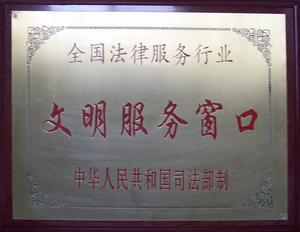 全国法律服务行业
文明服务窗口
中华人民共和国司法部制